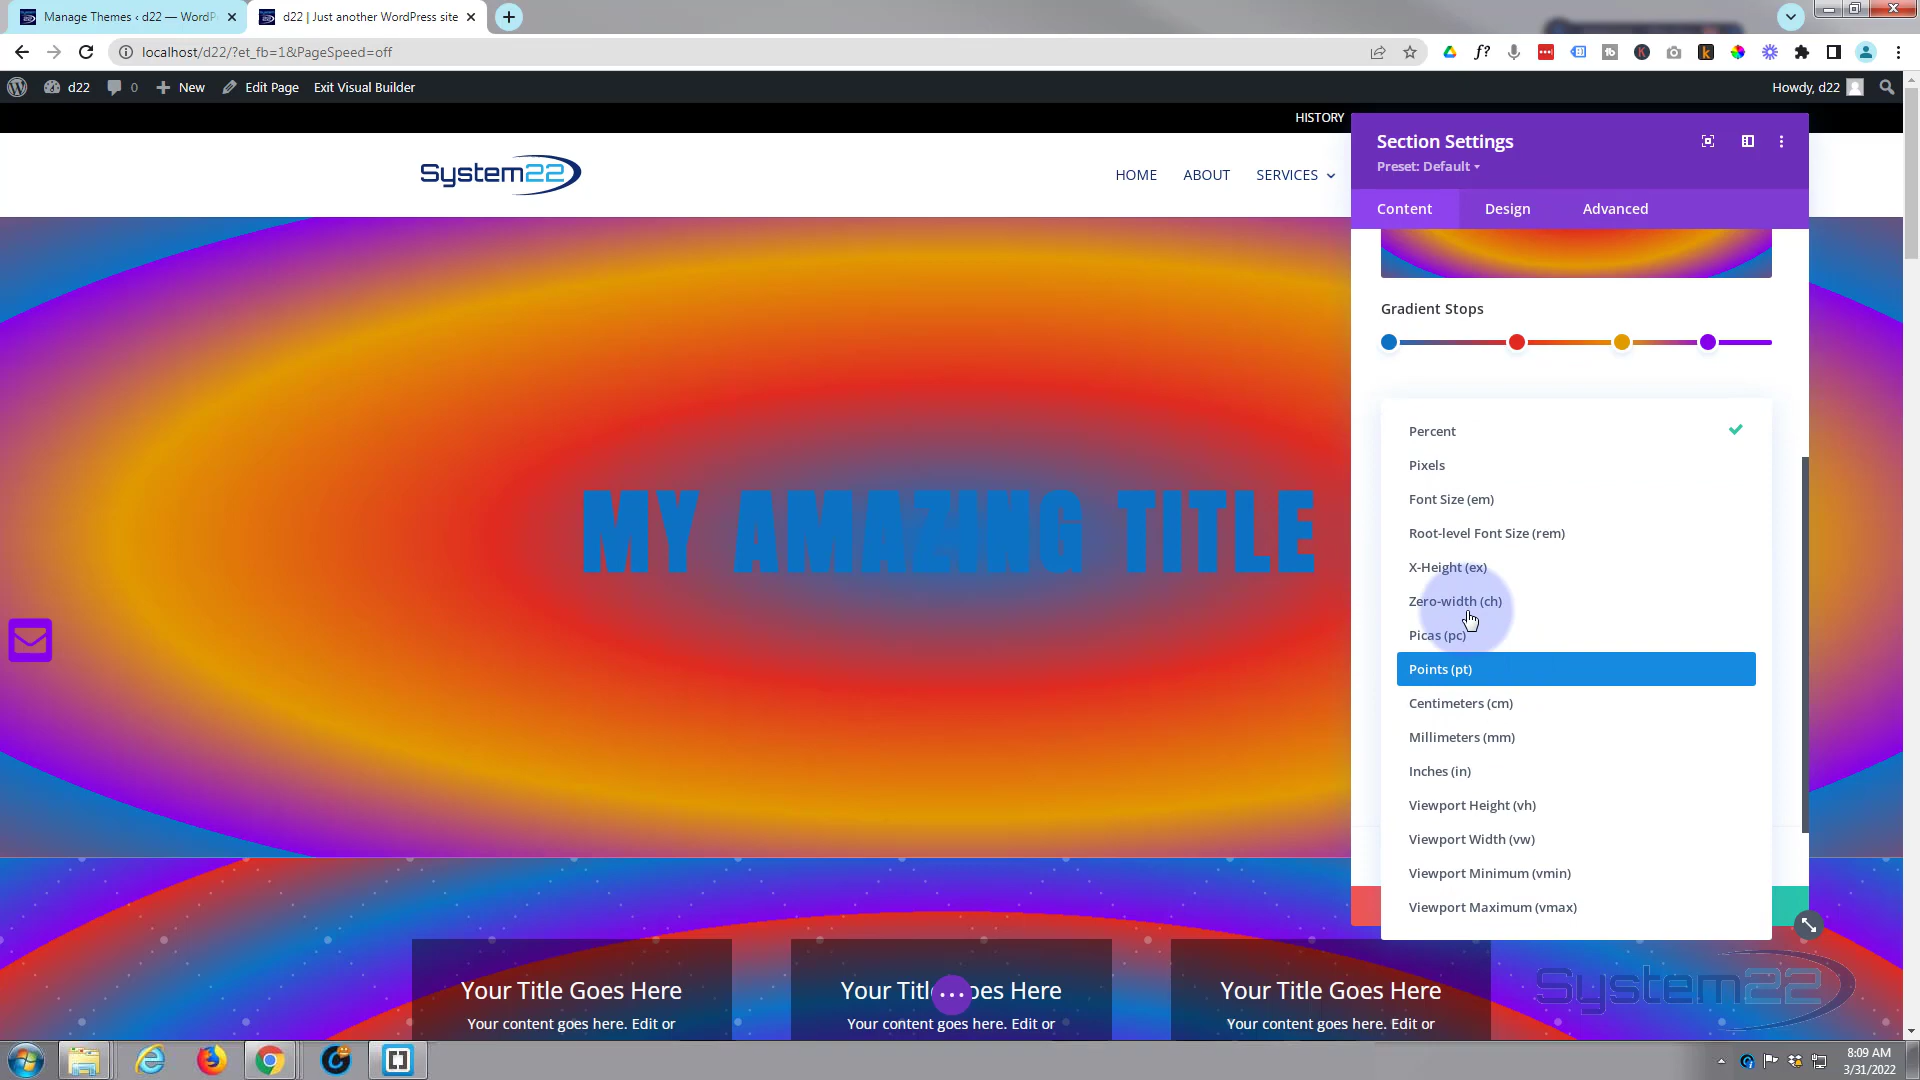 Manage Themes ‹ d22 — WordP
d22 | Just another WordPress site
localhost/d22/?et_fb=1&PageSpeed=off
d22
0
New
Edit Page
Exit Visual Builder
Howdy, d22
HISTORY
System22
HOME
ABOUT
SERVICES
Section Settings
Preset: Default
Content
Design
Advanced
Gradient Stops
Percent
Pixels
Font Size (em)
Root-level Font Size (rem)
X-Height (ex)
Zero-width (ch)
Picas (pc)
Points (pt)
Centimeters (cm)
Millimeters (mm)
Inches (in)
Viewport Height (vh)
Viewport Width (vw)
Viewport Minimum (vmin)
Viewport Maximum (vmax)
MY AMAZING TITLE
Your Title Goes Here
Your content goes here. Edit or
Your Titl oes Here
Your content goes here. Edit or
Your Title Goes Here
Your content goes here. Edit or
System22
8:09 AM
3/31/2022